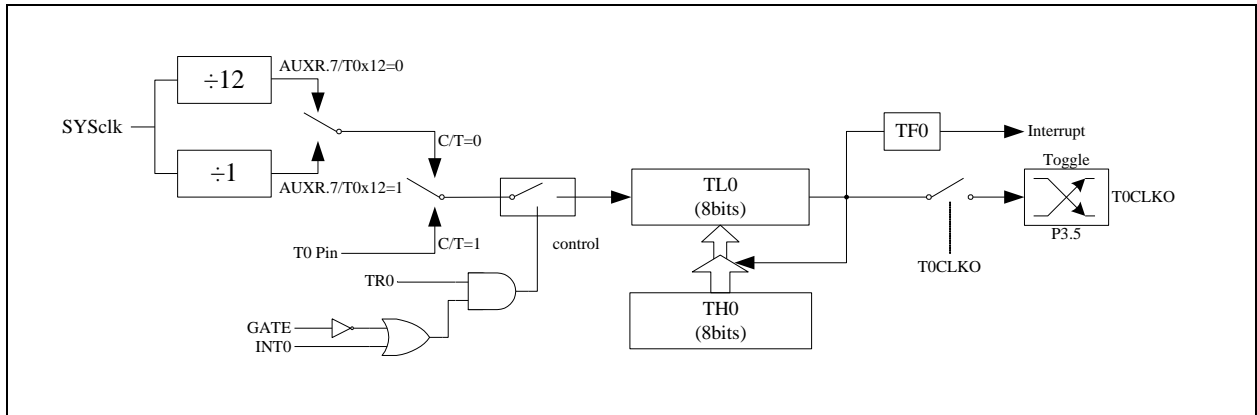 ÷12
AUXR.7/T0x12=0
SYSclk
÷1
AUXR.7/T0x12=1
C/T=0
C/T=1
T0 Pin
control
TR0
GATE
INT0
TL0
(8bits)
TH0
(8bits)
TF0
Interrupt
Toggle
T0CLKO
P3.5
T0CLKO